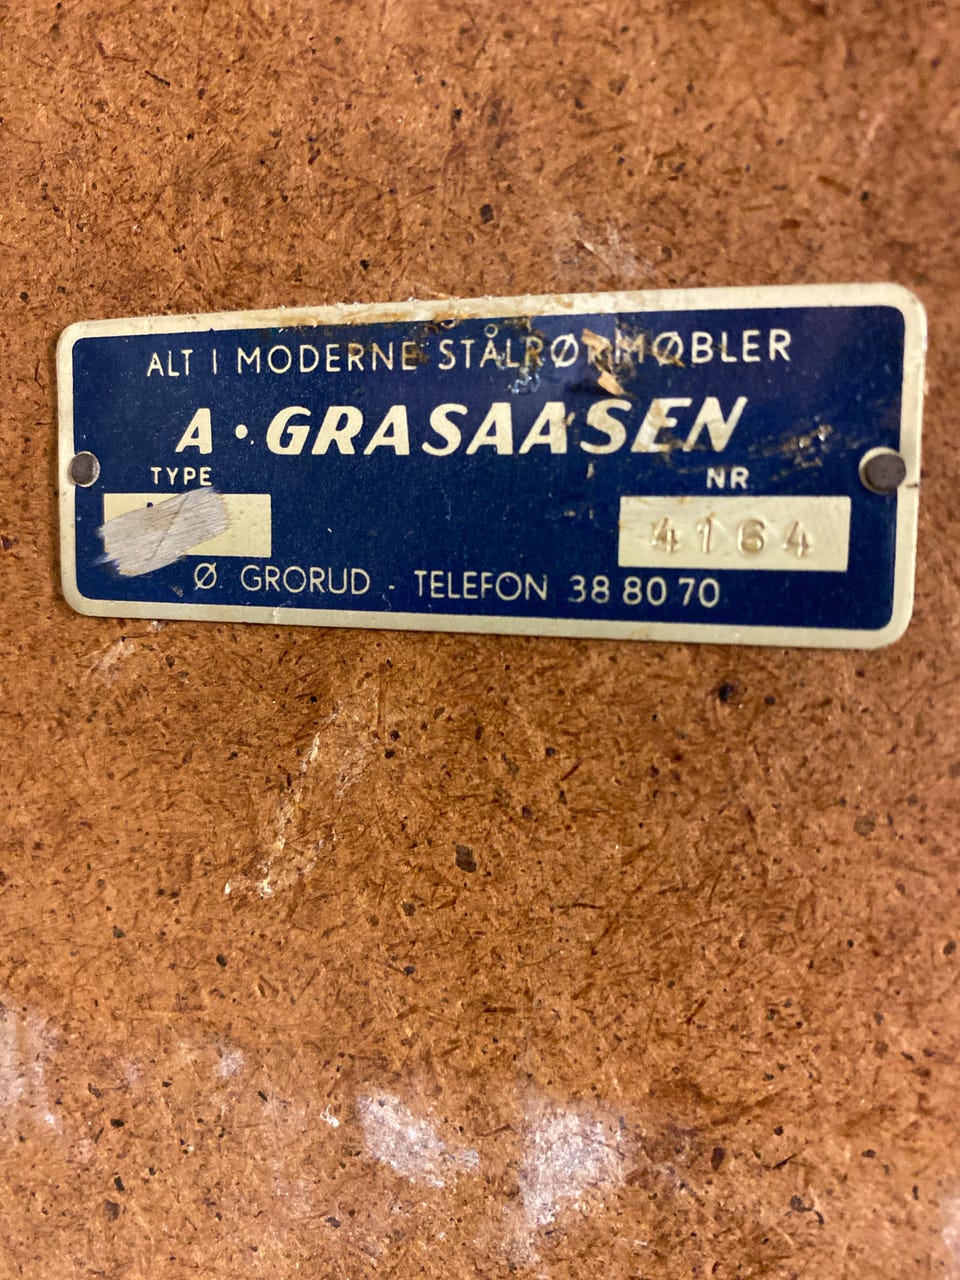 ALT I MODERNE STÅLRØRMØBLER
A · GRASAASEN
TYPE NR
4164
Ø. GRORUD - TELEFON 38 80 70